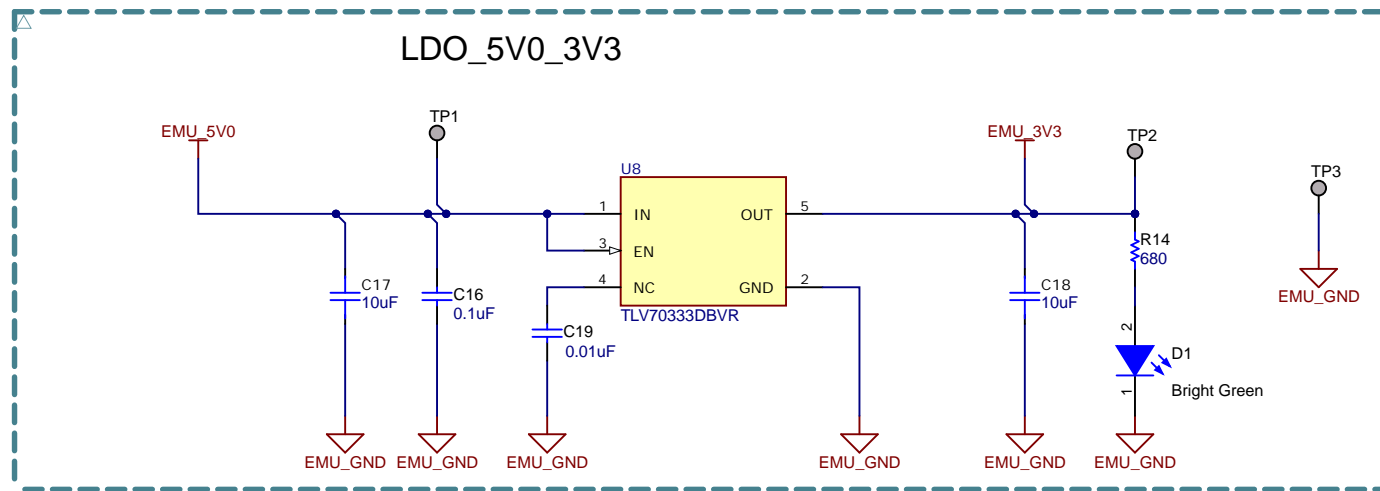 LDO_5V0_3V3
EMU_5V0
TP1
EMU_3V3
TP2
TP3
U8
1 IN
OUT 5
3 EN
4 NC
GND 2
TLV70333DBVR
C17
10uF
C16
0.1uF
C19
0.01uF
C18
10uF
R14
680
2
D1
1
Bright Green
EMU_GND
EMU_GND
EMU_GND
EMU_GND
EMU_GND
EMU_GND
EMU_GND